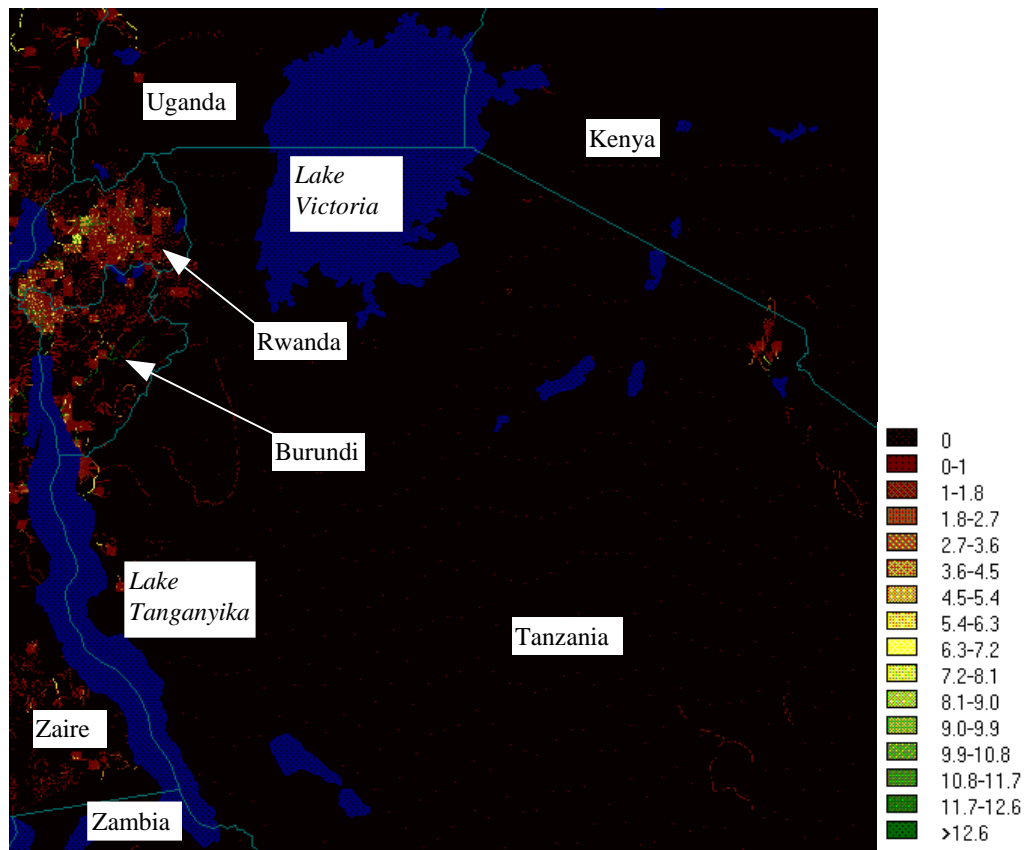 Uganda
Kenya
Lake
Victoria
Rwanda
Burundi
Lake
Tanganyika
Tanzania
Zaire
Zambia
0
0-1
1-1.8
1.8-2.7
2.7-3.6
3.6-4.5
4.5-5.4
5.4-6.3
6.3-7.2
7.2-8.1
8.1-9.0
9.0-9.9
9.9-10.8
10.8-11.7
11.7-12.6
>12.6